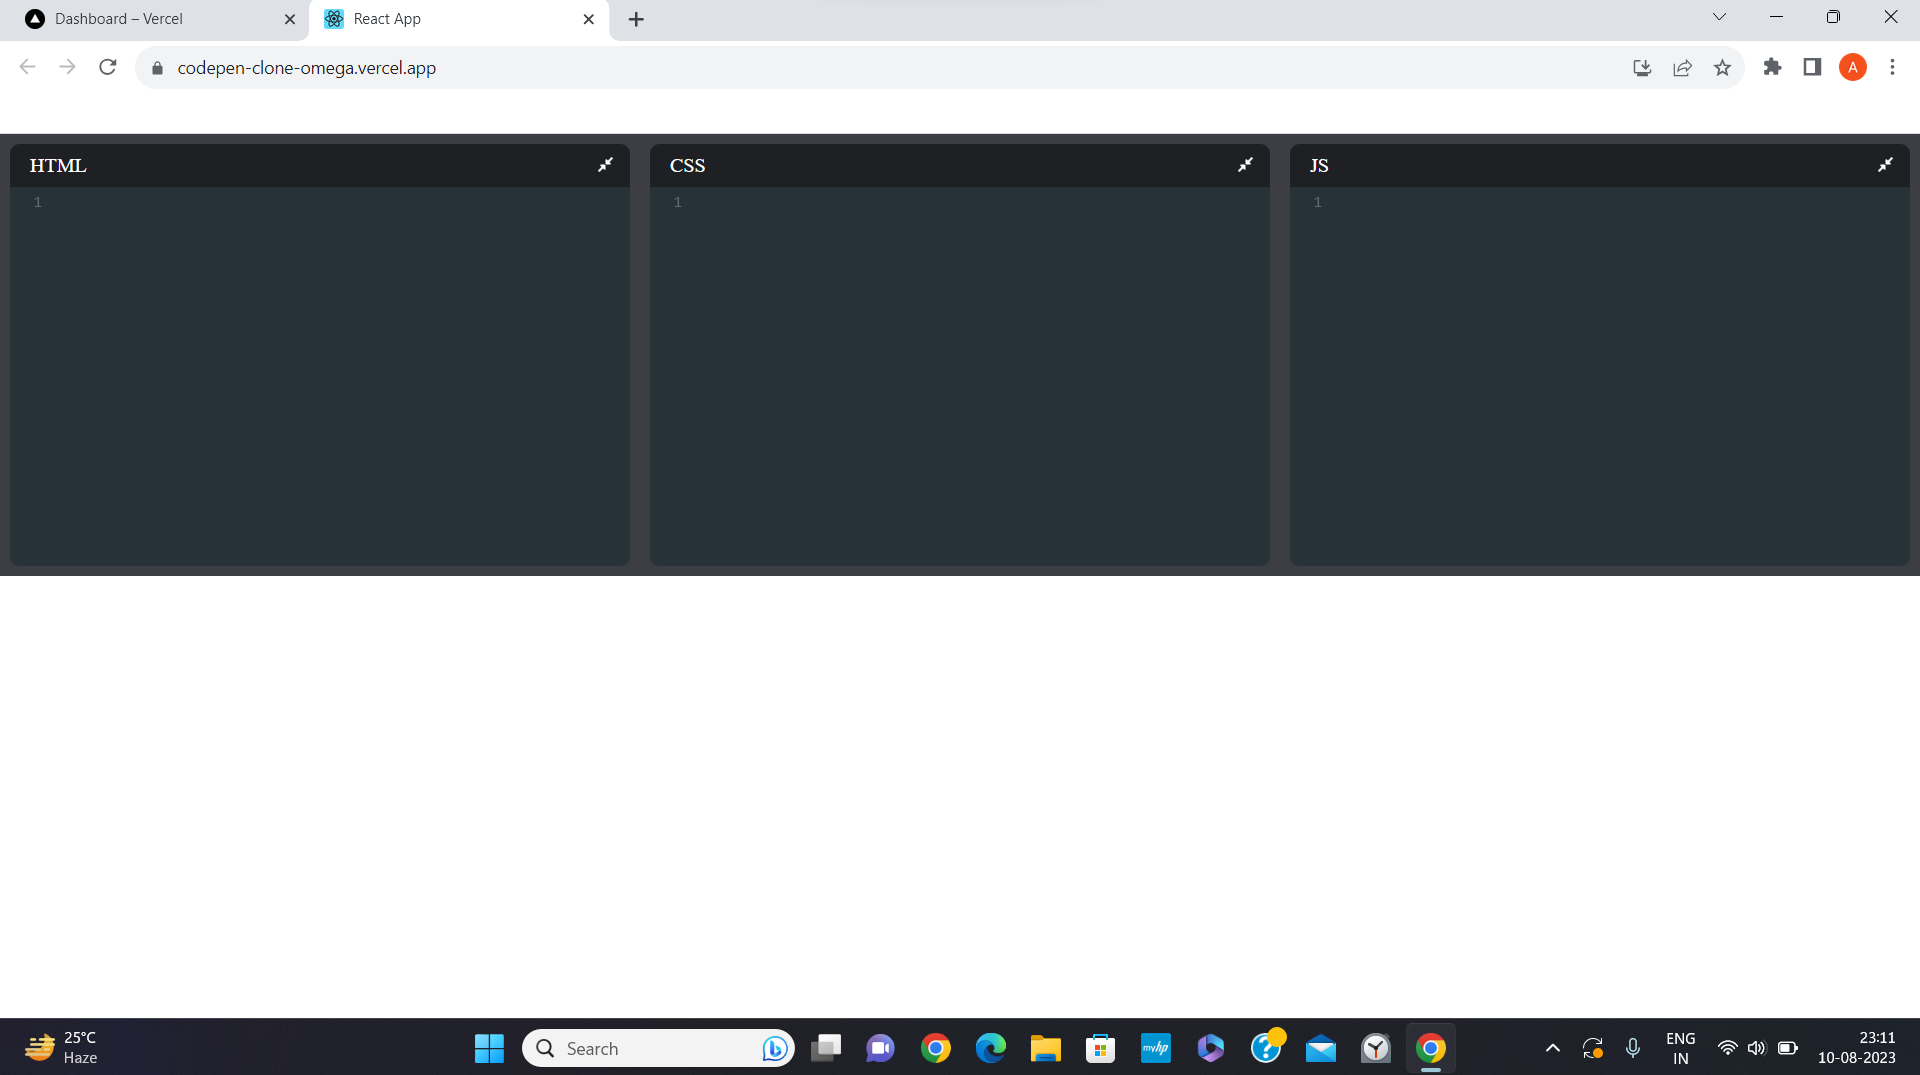 Dashboard – Vercel
React App
codepen-clone-omega.vercel.app
A
HTML
CSS
JS
1
1
1
25°C
Haze
Search
myhp
ENG
IN
23:11
10-08-2023